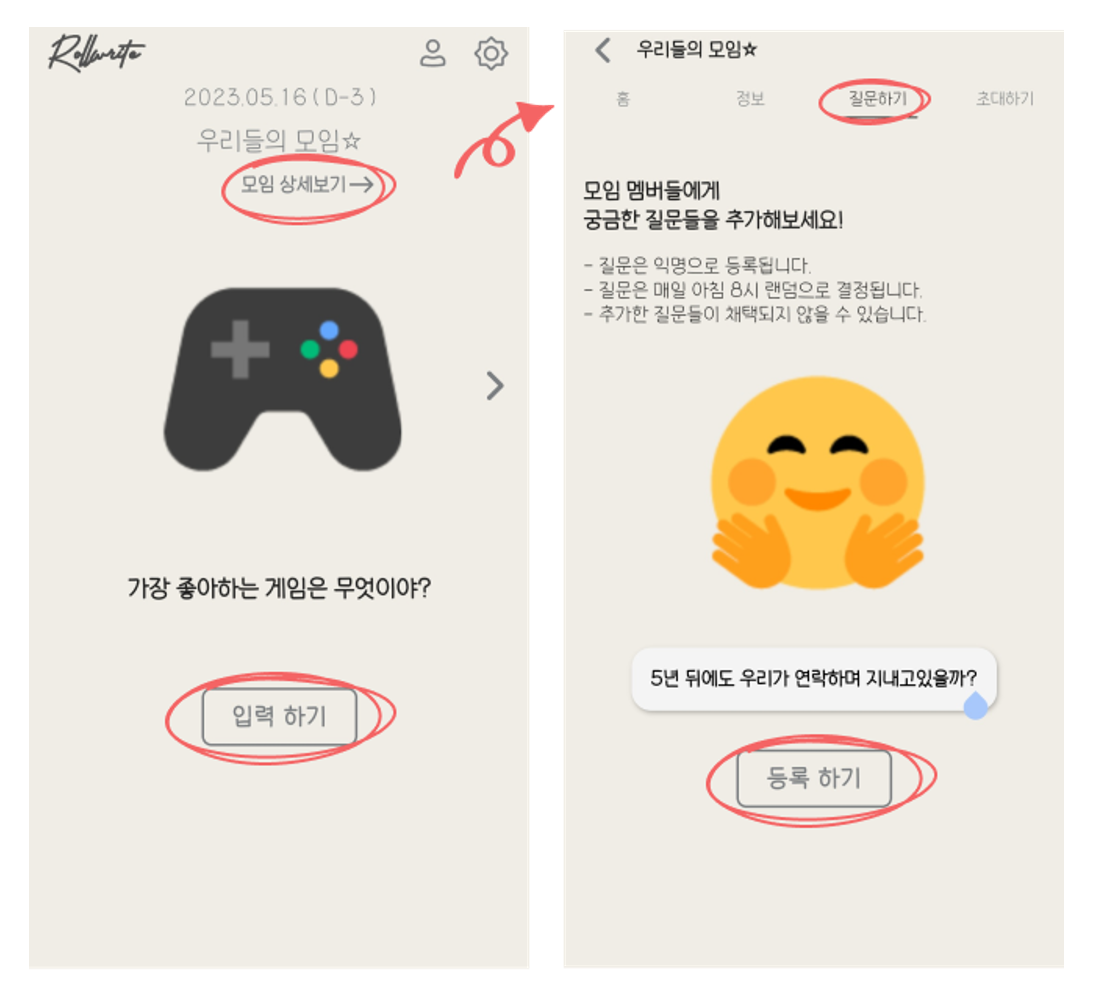 Rollwrite
2023.05.16 ( D-3 )
우리들의 모임☆
모임 상세보기→
가장 좋아하는 게임은 무엇이야?
입력 하기
우리들의 모임☆
홈 정보 질문하기 초대하기
모임 멤버들에게
궁금한 질문들을 추가해보세요!
- 질문은 익명으로 등록됩니다.
- 질문은 매일 아침 8시 랜덤으로 결정됩니다.
- 추가한 질문들이 채택되지 않을 수 있습니다.
5년 뒤에도 우리가 연락하며 지내고있을까?
등록 하기